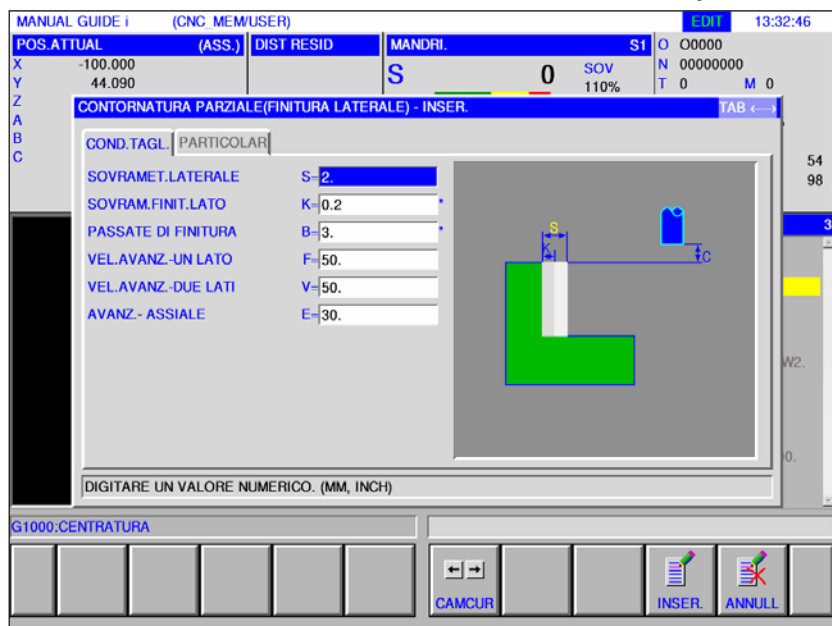 MANUAL GUIDE i (CNC_MEM/USER) EDIT 13:32:46
POS.ATTUAL (ASS.) DIST RESID MANDRI. S1 O O0000
X -100.000 N 00000000
Y 44.090 S 0 SOV 110% T 0 M 0
Z
CONTORNATURA PARZIALE(FINITURA LATERALE) - INSER. TAB ←→
A
B
C
COND.TAGL. PARTICOLAR
54
98
SOVRAMET.LATERALE S=2.
SOVRAM.FINIT.LATO K=0.2 *
PASSATE DI FINITURA B=3. *
VEL.AVANZ.-UN LATO F=50.
VEL.AVANZ.-DUE LATI V=50.
AVANZ.- ASSIALE E=30.
S
K
C
3
W2.
0.
DIGITARE UN VALORE NUMERICO. (MM, INCH)
G1000:CENTRATURA
←→
CAMCUR INSER. ANNULL